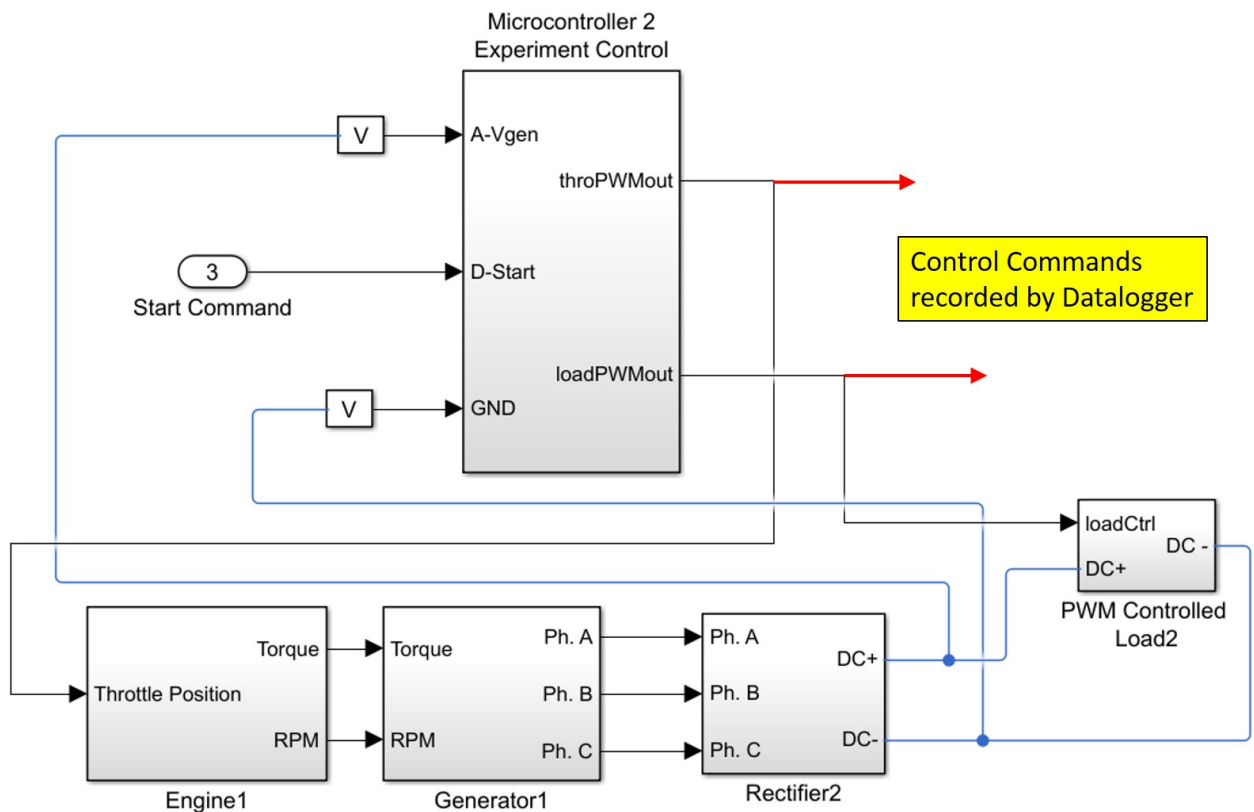 Microcontroller 2
Experiment Control
V
A-Vgen
throPWMout
Control Commands
recorded by Datalogger
3
D-Start
Start Command
loadPWMout
V
GND
loadCtrl
DC -
DC+
PWM Controlled
Load2
Torque
Throttle Position
RPM
Engine1
Torque
RPM
Ph. A
Ph. B
Ph. C
Generator1
Ph. A
Ph. B
Ph. C
DC+
DC-
Rectifier2